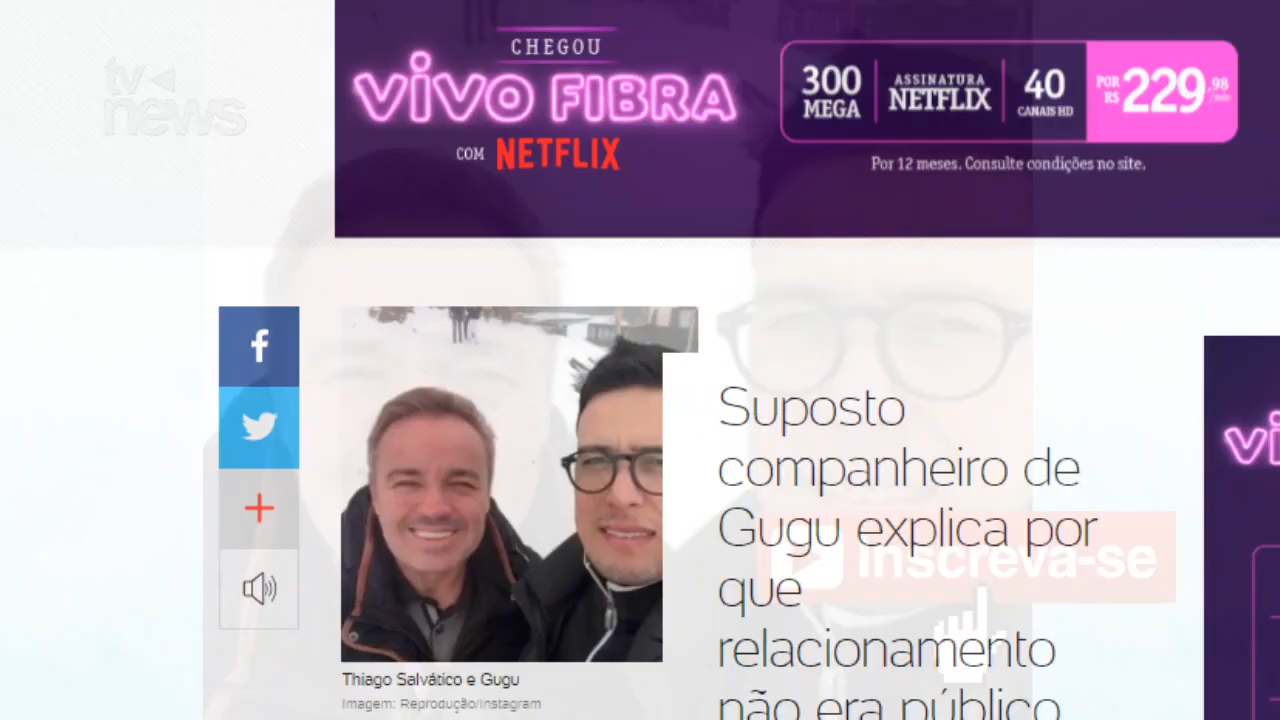 tv
news
CHEGOU
VIVO FIBRA
COM NETFLIX
300
MEGA
ASSINATURA
NETFLIX
40
CANAIS HD
POR
R$ 229,98
Por 12 meses. Consulte condições no site.
Suposto
companheiro de
Gugu explica por
que
relacionamento
não era público
inscreva-se
Thiago Salvático e Gugu
Imagem: Reprodução/Instagram